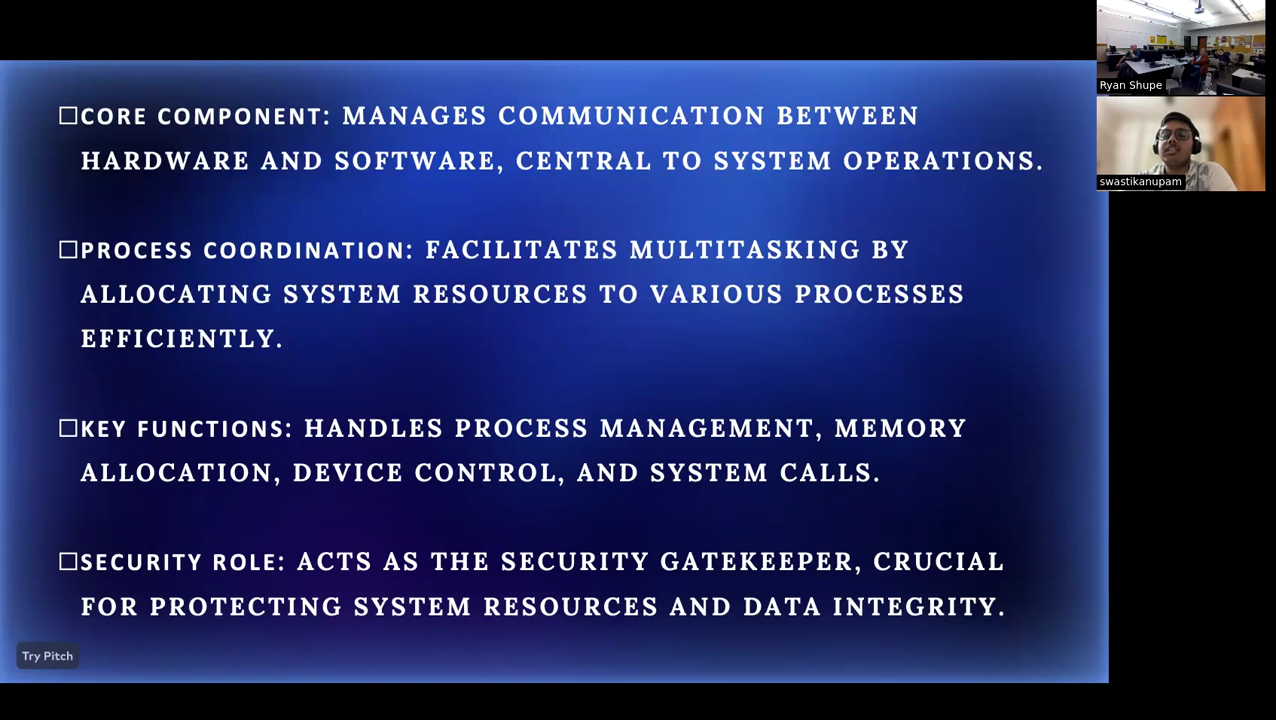 ☐CORE COMPONENT: MANAGES COMMUNICATION BETWEEN
HARDWARE AND SOFTWARE, CENTRAL TO SYSTEM OPERATIONS.
☐PROCESS COORDINATION: FACILITATES MULTITASKING BY
ALLOCATING SYSTEM RESOURCES TO VARIOUS PROCESSES
EFFICIENTLY.
☐KEY FUNCTIONS: HANDLES PROCESS MANAGEMENT, MEMORY
ALLOCATION, DEVICE CONTROL, AND SYSTEM CALLS.
☐SECURITY ROLE: ACTS AS THE SECURITY GATEKEEPER, CRUCIAL
FOR PROTECTING SYSTEM RESOURCES AND DATA INTEGRITY.
Try Pitch
Ryan Shupe
swastikanupam